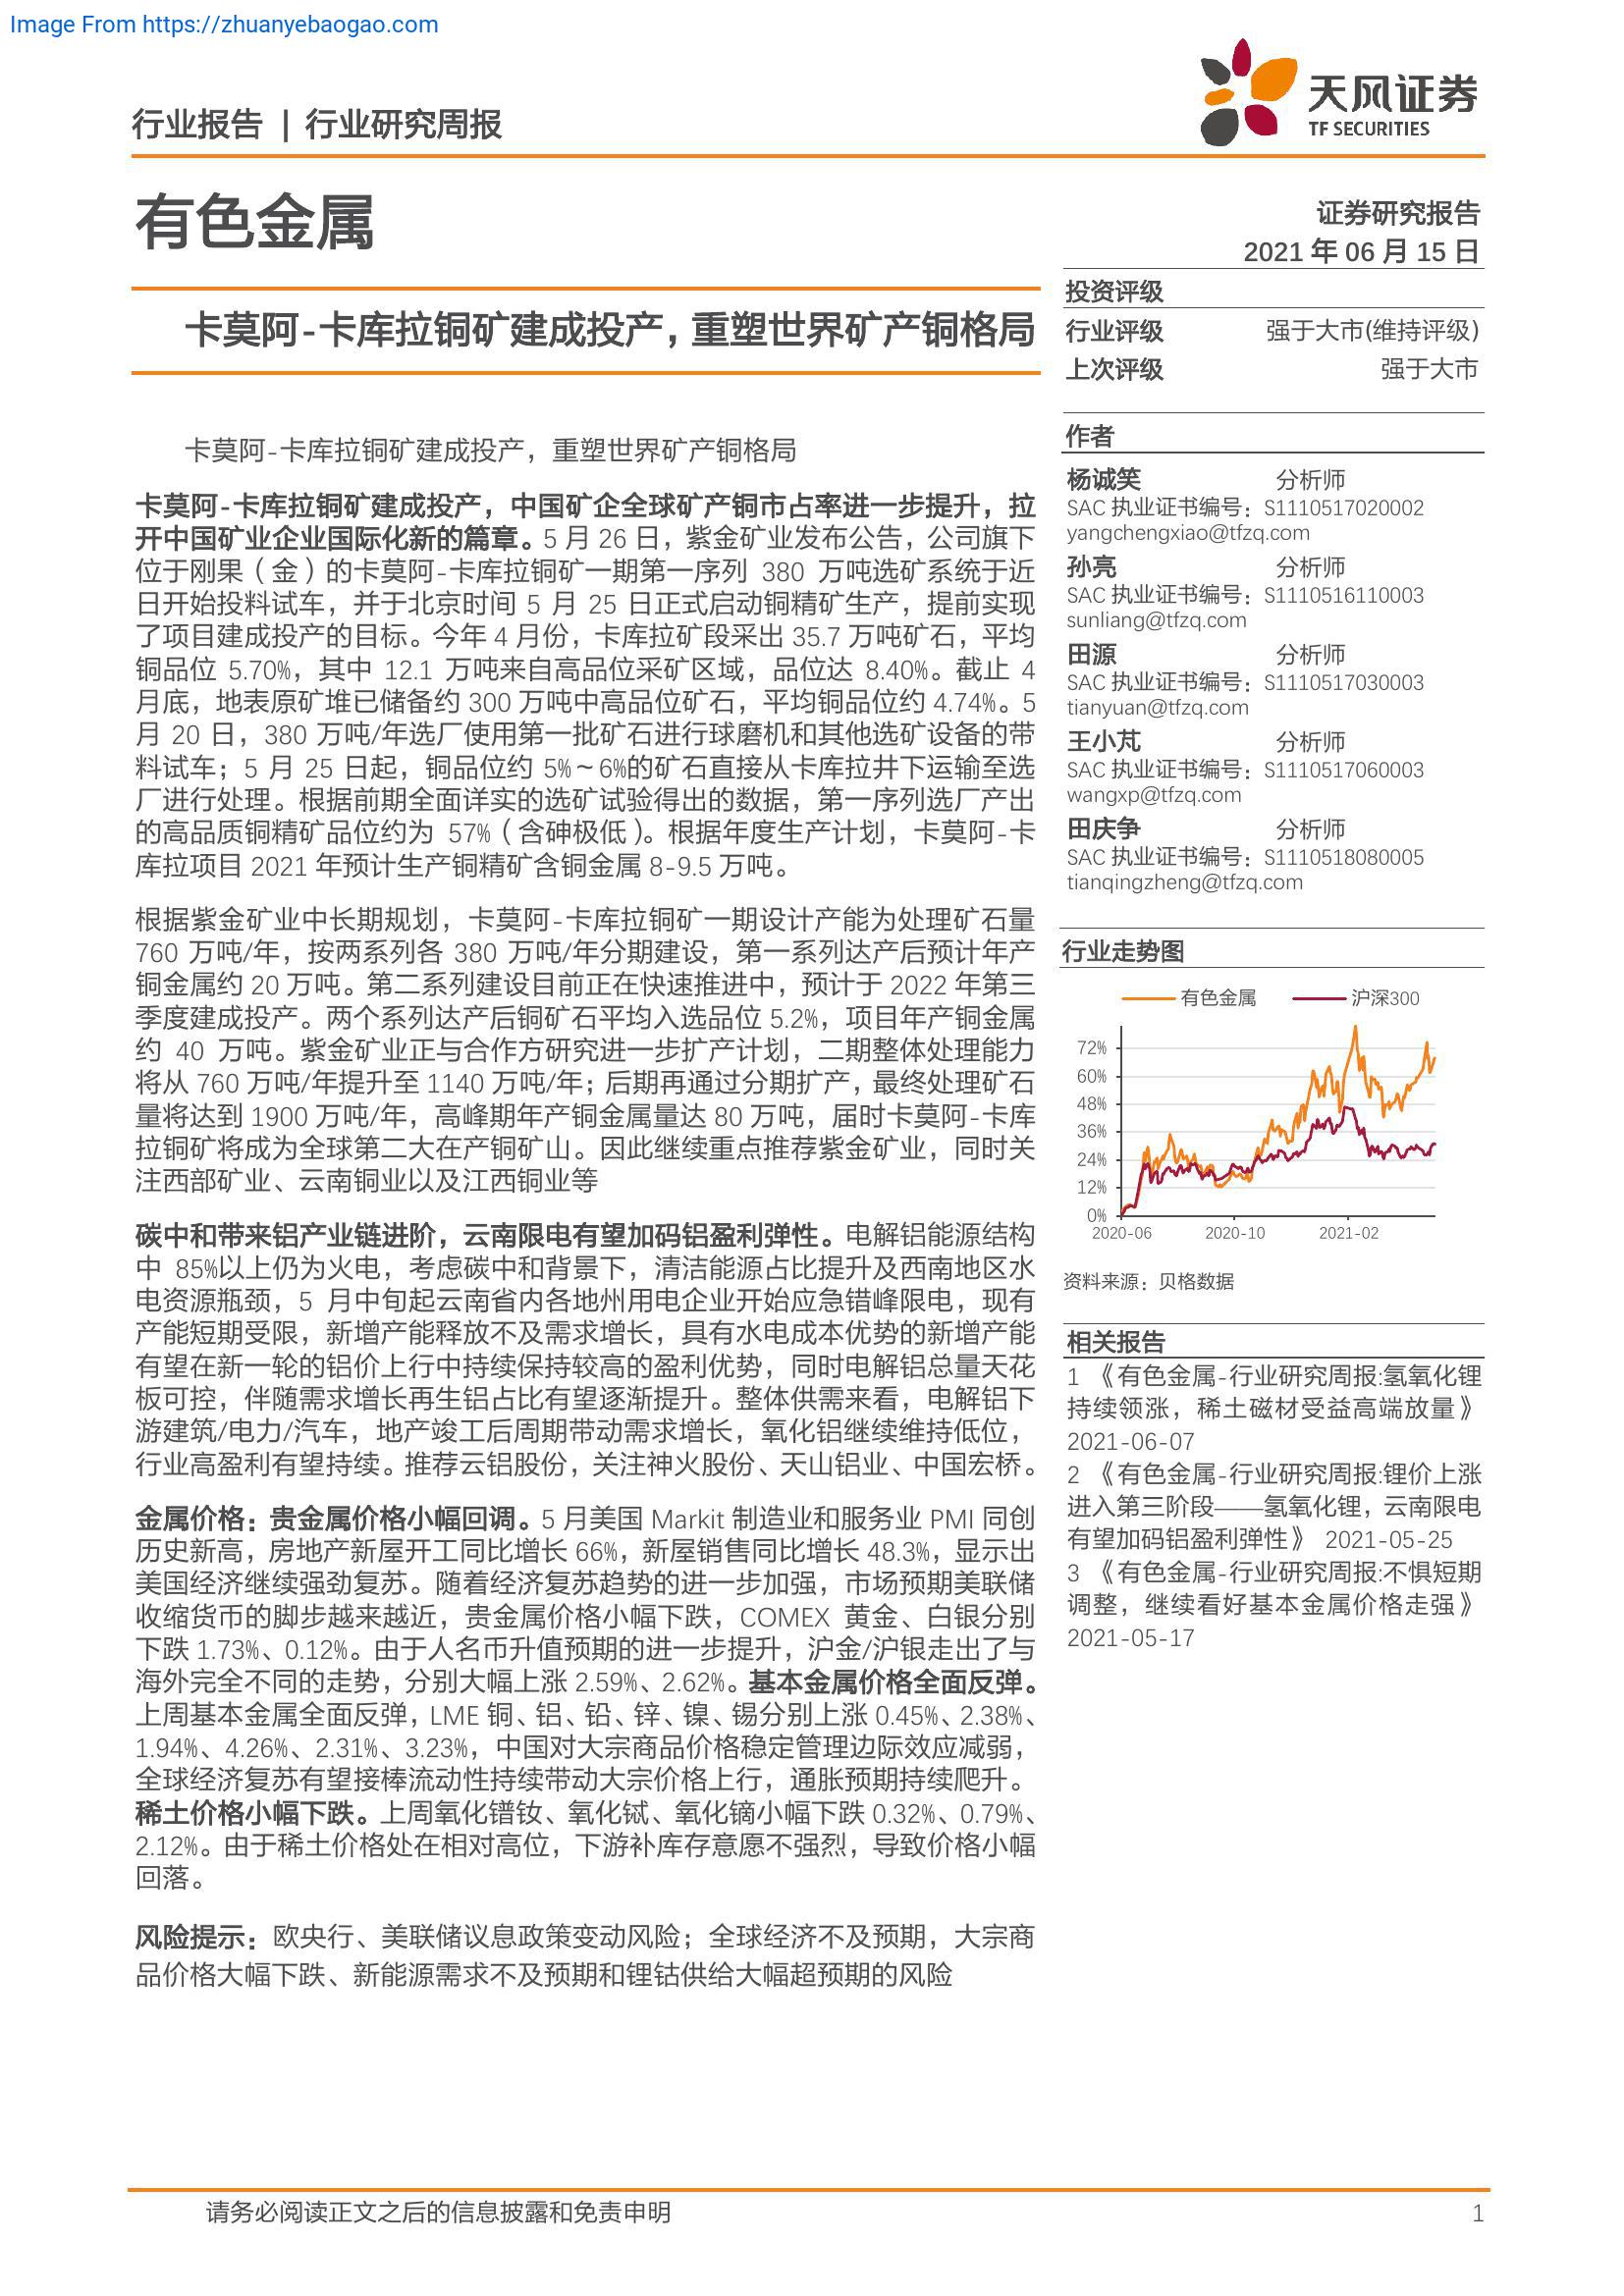 Image From https://zhuanyebaogao.com
行业报告 | 行业研究周报
天风证券
TF SECURITIES
有色金属
证券研究报告
2021 年 06 月 15 日
卡莫阿-卡库拉铜矿建成投产，重塑世界矿产铜格局
卡莫阿-卡库拉铜矿建成投产，重塑世界矿产铜格局
卡莫阿-卡库拉铜矿建成投产，中国矿企全球矿产铜市占率进一步提升，拉
开中国矿业企业国际化新的篇章。5 月 26 日，紫金矿业发布公告，公司旗下
位于刚果（金）的卡莫阿-卡库拉铜矿一期第一序列 380 万吨选矿系统于近
日开始投料试车，并于北京时间 5 月 25 日正式启动铜精矿生产，提前实现
了项目建成投产的目标。今年 4 月份，卡库拉矿段采出 35.7 万吨矿石，平均
铜品位 5.70%，其中 12.1 万吨来自高品位采矿区域，品位达 8.40%。截止 4
月底，地表原矿堆已储备约 300 万吨中高品位矿石，平均铜品位约 4.74%。5
月 20 日，380 万吨/年选厂使用第一批矿石进行球磨机和其他选矿设备的带
料试车；5 月 25 日起，铜品位约 5%～6%的矿石直接从卡库拉井下运输至选
厂进行处理。根据前期全面详实的选矿试验得出的数据，第一序列选厂产出
的高品质铜精矿品位约为 57%（含砷极低）。根据年度生产计划，卡莫阿-卡
库拉项目 2021 年预计生产铜精矿含铜金属 8-9.5 万吨。
根据紫金矿业中长期规划，卡莫阿-卡库拉铜矿一期设计产能为处理矿石量
760 万吨/年，按两系列各 380 万吨/年分期建设，第一系列达产后预计年产
铜金属约 20 万吨。第二系列建设目前正在快速推进中，预计于 2022 年第三
季度建成投产。两个系列达产后铜矿石平均入选品位 5.2%，项目年产铜金属
约 40 万吨。紫金矿业正与合作方研究进一步扩产计划，二期整体处理能力
将从 760 万吨/年提升至 1140 万吨/年；后期再通过分期扩产，最终处理矿石
量将达到 1900 万吨/年，高峰期年产铜金属量达 80 万吨，届时卡莫阿-卡库
拉铜矿将成为全球第二大在产铜矿山。因此继续重点推荐紫金矿业，同时关
注西部矿业、云南铜业以及江西铜业等
碳中和带来铝产业链进阶，云南限电有望加码铝盈利弹性。电解铝能源结构
中 85%以上仍为火电，考虑碳中和背景下，清洁能源占比提升及西南地区水
电资源瓶颈，5 月中旬起云南省内各地州用电企业开始应急错峰限电，现有
产能短期受限，新增产能释放不及需求增长，具有水电成本优势的新增产能
有望在新一轮的铝价上行中持续保持较高的盈利优势，同时电解铝总量天花
板可控，伴随需求增长再生铝占比有望逐渐提升。整体供需来看，电解铝下
游建筑/电力/汽车，地产竣工后周期带动需求增长，氧化铝继续维持低位，
行业高盈利有望持续。推荐云铝股份，关注神火股份、天山铝业、中国宏桥。
金属价格：贵金属价格小幅回调。5 月美国 Markit 制造业和服务业 PMI 同创
历史新高，房地产新屋开工同比增长 66%，新屋销售同比增长 48.3%，显示出
美国经济继续强劲复苏。随着经济复苏趋势的进一步加强，市场预期美联储
收缩货币的脚步越来越近，贵金属价格小幅下跌，COMEX 黄金、白银分别
下跌 1.73%、0.12%。由于人名币升值预期的进一步提升，沪金/沪银走出了与
海外完全不同的走势，分别大幅上涨 2.59%、2.62%。基本金属价格全面反弹。
上周基本金属全面反弹，LME 铜、铝、铅、锌、镍、锡分别上涨 0.45%、2.38%、
1.94%、4.26%、2.31%、3.23%，中国对大宗商品价格稳定管理边际效应减弱，
全球经济复苏有望接棒流动性持续带动大宗价格上行，通胀预期持续爬升。
稀土价格小幅下跌。上周氧化镨钕、氧化铽、氧化镝小幅下跌 0.32%、0.79%、
2.12%。由于稀土价格处在相对高位，下游补库存意愿不强烈，导致价格小幅
回落。
风险提示：欧央行、美联储议息政策变动风险；全球经济不及预期，大宗商
品价格大幅下跌、新能源需求不及预期和锂钴供给大幅超预期的风险
投资评级
行业评级 强于大市(维持评级)
上次评级 强于大市
作者
杨诚笑 分析师
SAC 执业证书编号：S1110517020002
yangchengxiao@tfzq.com
孙亮 分析师
SAC 执业证书编号：S1110516110003
sunliang@tfzq.com
田源 分析师
SAC 执业证书编号：S1110517030003
tianyuan@tfzq.com
王小芃 分析师
SAC 执业证书编号：S1110517060003
wangxp@tfzq.com
田庆争 分析师
SAC 执业证书编号：S1110518080005
tianqingzheng@tfzq.com
行业走势图
有色金属 沪深300
72%
60%
48%
36%
24%
12%
0%
2020-06 2020-10 2021-02
资料来源：贝格数据
相关报告
1 《有色金属-行业研究周报:氢氧化锂
持续领涨，稀土磁材受益高端放量》
2021-06-07
2 《有色金属-行业研究周报:锂价上涨
进入第三阶段——氢氧化锂，云南限电
有望加码铝盈利弹性》 2021-05-25
3 《有色金属-行业研究周报:不惧短期
调整，继续看好基本金属价格走强》
2021-05-17
请务必阅读正文之后的信息披露和免责申明 1